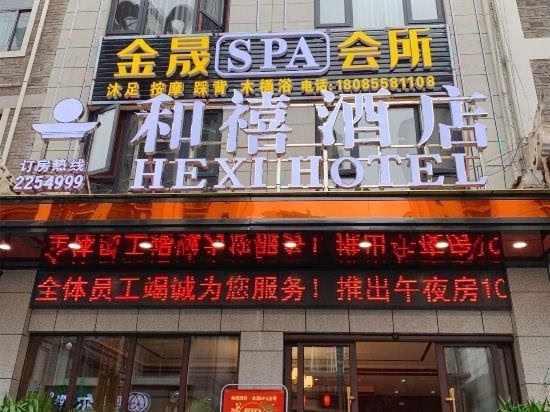 金晟SPA会所
沐足 按摩 踩背 木桶浴 电话:18085581108
和禧酒店
订房热线
2254999
HEXI HOTEL
全体员工竭诚为您服务！推出午夜房10